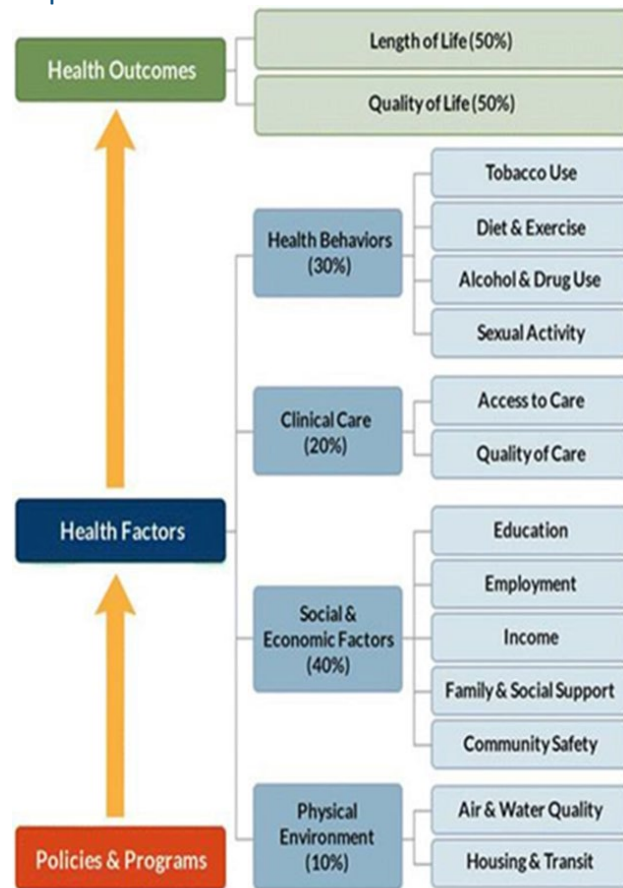 Health Outcomes
Length of Life (50%)
Quality of Life (50%)
Health Factors
Health Behaviors
(30%)
Tobacco Use
Diet & Exercise
Alcohol & Drug Use
Sexual Activity
Clinical Care
(20%)
Access to Care
Quality of Care
Social &
Economic Factors
(40%)
Education
Employment
Income
Family & Social Support
Community Safety
Physical
Environment
(10%)
Air & Water Quality
Housing & Transit
Policies & Programs